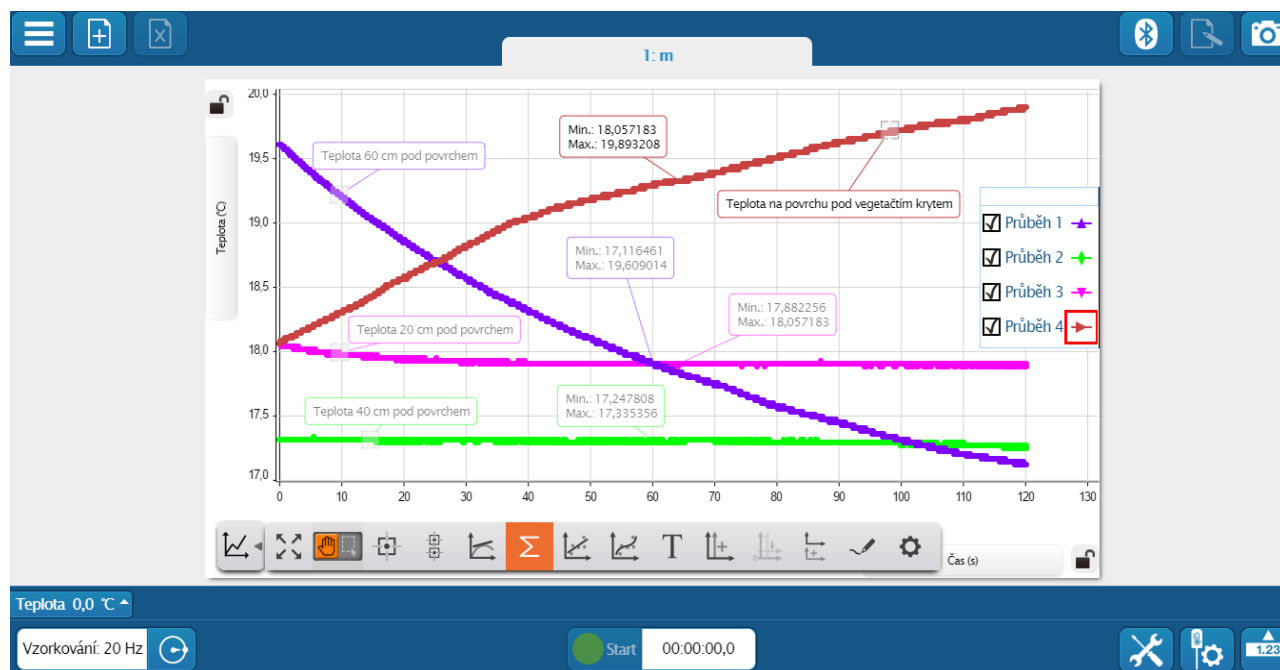 1: m
20,0
19,5
19,0
18,5
18,0
17,5
17,0
Teplota (°C)
Min.: 18,057183
Max.: 19,893208
Teplota 60 cm pod povrchem
Teplota na povrchu pod vegetačtím krytem
Min.: 17,116461
Max.: 19,609014
Průběh 1
Průběh 2
Průběh 3
Průběh 4
Min.: 17,882256
Max.: 18,057183
Teplota 20 cm pod povrchem
Min.: 17,247808
Max.: 17,335356
Teplota 40 cm pod povrchem
0 10 20 30 40 50 60 70 80 90 100 110 120 130
Σ T
Čas (s)
Teplota 0,0 °C
Vzorkování: 20 Hz
Start
00:00:00,0
1.23